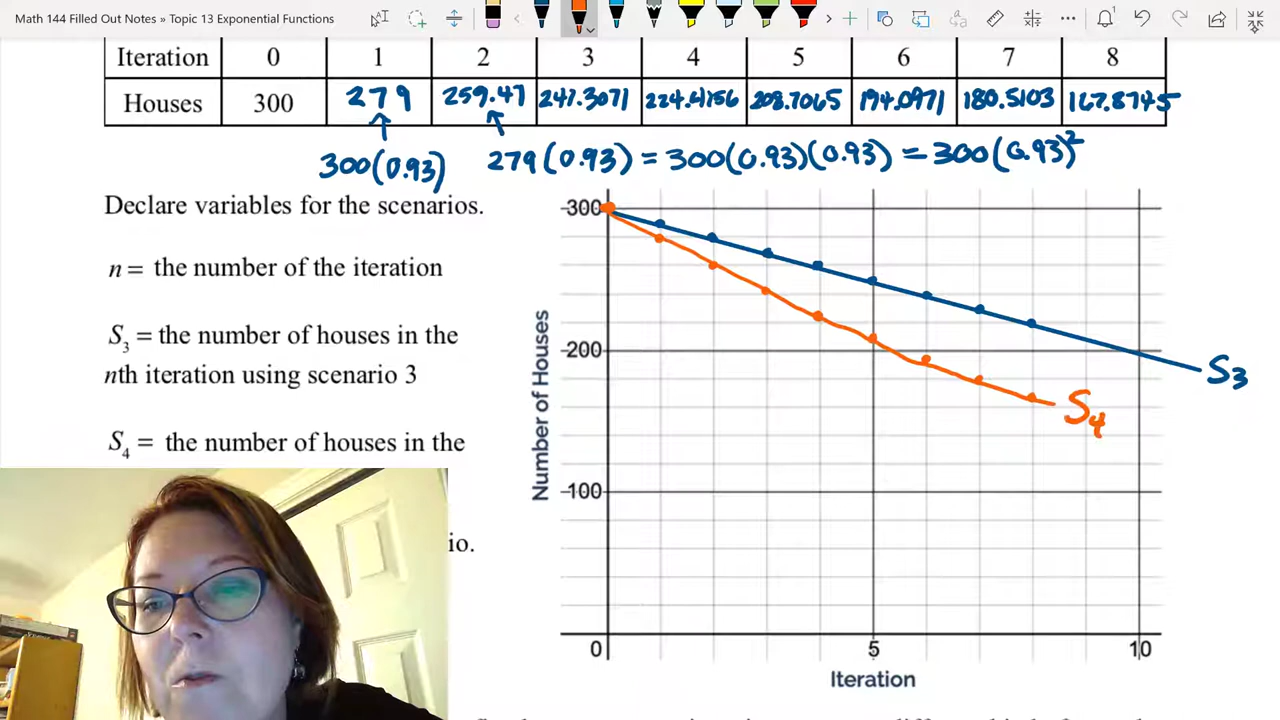 Math 144 Filled Out Notes » Topic 13 Exponential Functions
Iteration 0 1 2 3 4 5 6 7 8
Houses 300 279 259.47 241.3071 224.4156 208.7065 194.0971 180.5103 167.8745
300(0.93) 279(0.93) = 300(0.93)(0.93) = 300(0.93)²
Declare variables for the scenarios.
n = the number of the iteration
S₃ = the number of houses in the
nth iteration using scenario 3
S₄ = the number of houses in the
io.
300
200
100
0 5 10
Number of Houses
Iteration
S₃
S₄